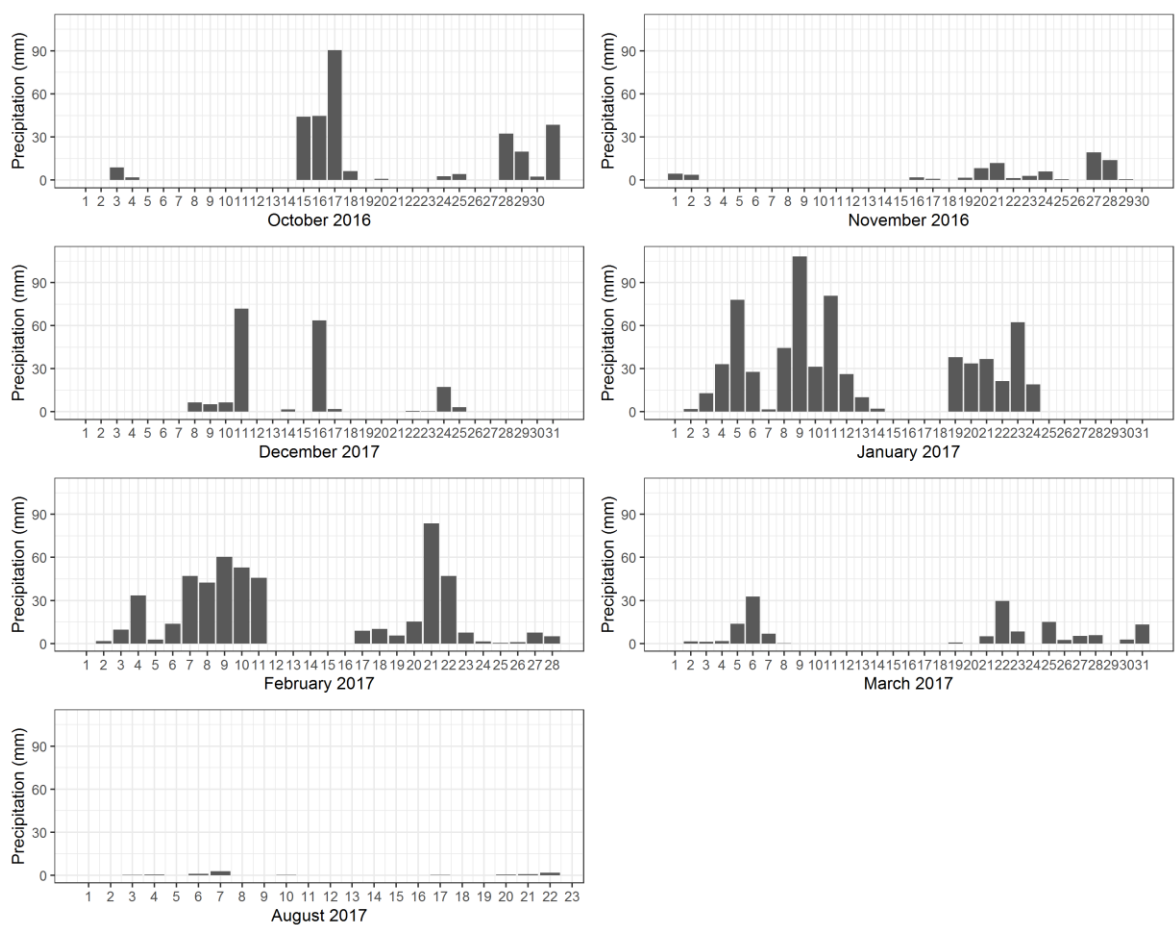 Precipitation (mm)
90
60
30
0
1 2 3 4 5 6 7 8 9 10 11 12 13 14 15 16 17 18 19 20 21 22 23 24 25 26 27 28 29 30
October 2016
Precipitation (mm)
90
60
30
0
1 2 3 4 5 6 7 8 9 10 11 12 13 14 15 16 17 18 19 20 21 22 23 24 25 26 27 28 29 30
November 2016
Precipitation (mm)
90
60
30
0
1 2 3 4 5 6 7 8 9 10 11 12 13 14 15 16 17 18 19 20 21 22 23 24 25 26 27 28 29 30 31
December 2017
Precipitation (mm)
90
60
30
0
1 2 3 4 5 6 7 8 9 10 11 12 13 14 15 16 17 18 19 20 21 22 23 24 25 26 27 28 29 30 31
January 2017
Precipitation (mm)
90
60
30
0
1 2 3 4 5 6 7 8 9 10 11 12 13 14 15 16 17 18 19 20 21 22 23 24 25 26 27 28
February 2017
Precipitation (mm)
90
60
30
0
1 2 3 4 5 6 7 8 9 10 11 12 13 14 15 16 17 18 19 20 21 22 23 24 25 26 27 28 29 30 31
March 2017
Precipitation (mm)
90
60
30
0
1 2 3 4 5 6 7 8 9 10 11 12 13 14 15 16 17 18 19 20 21 22 23
August 2017